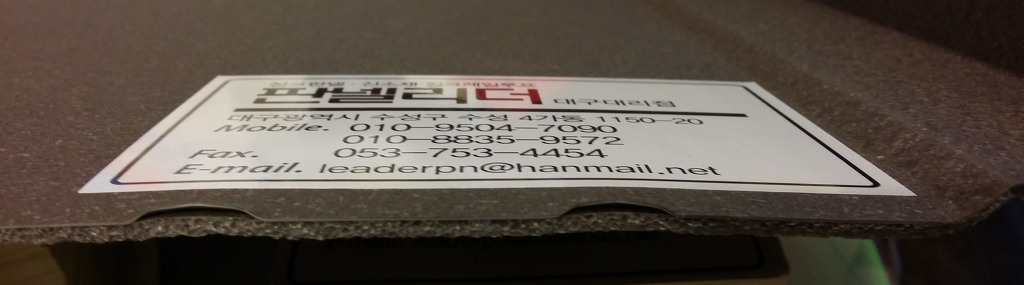 판넬리더 대구대리점
대구광역시 수성구 수성 4가동 1150-20
Mobile. 010-9504-7090
010-8835-9572
Fax. 053-753-4454
E-mail. leaderpn@hanmail.net